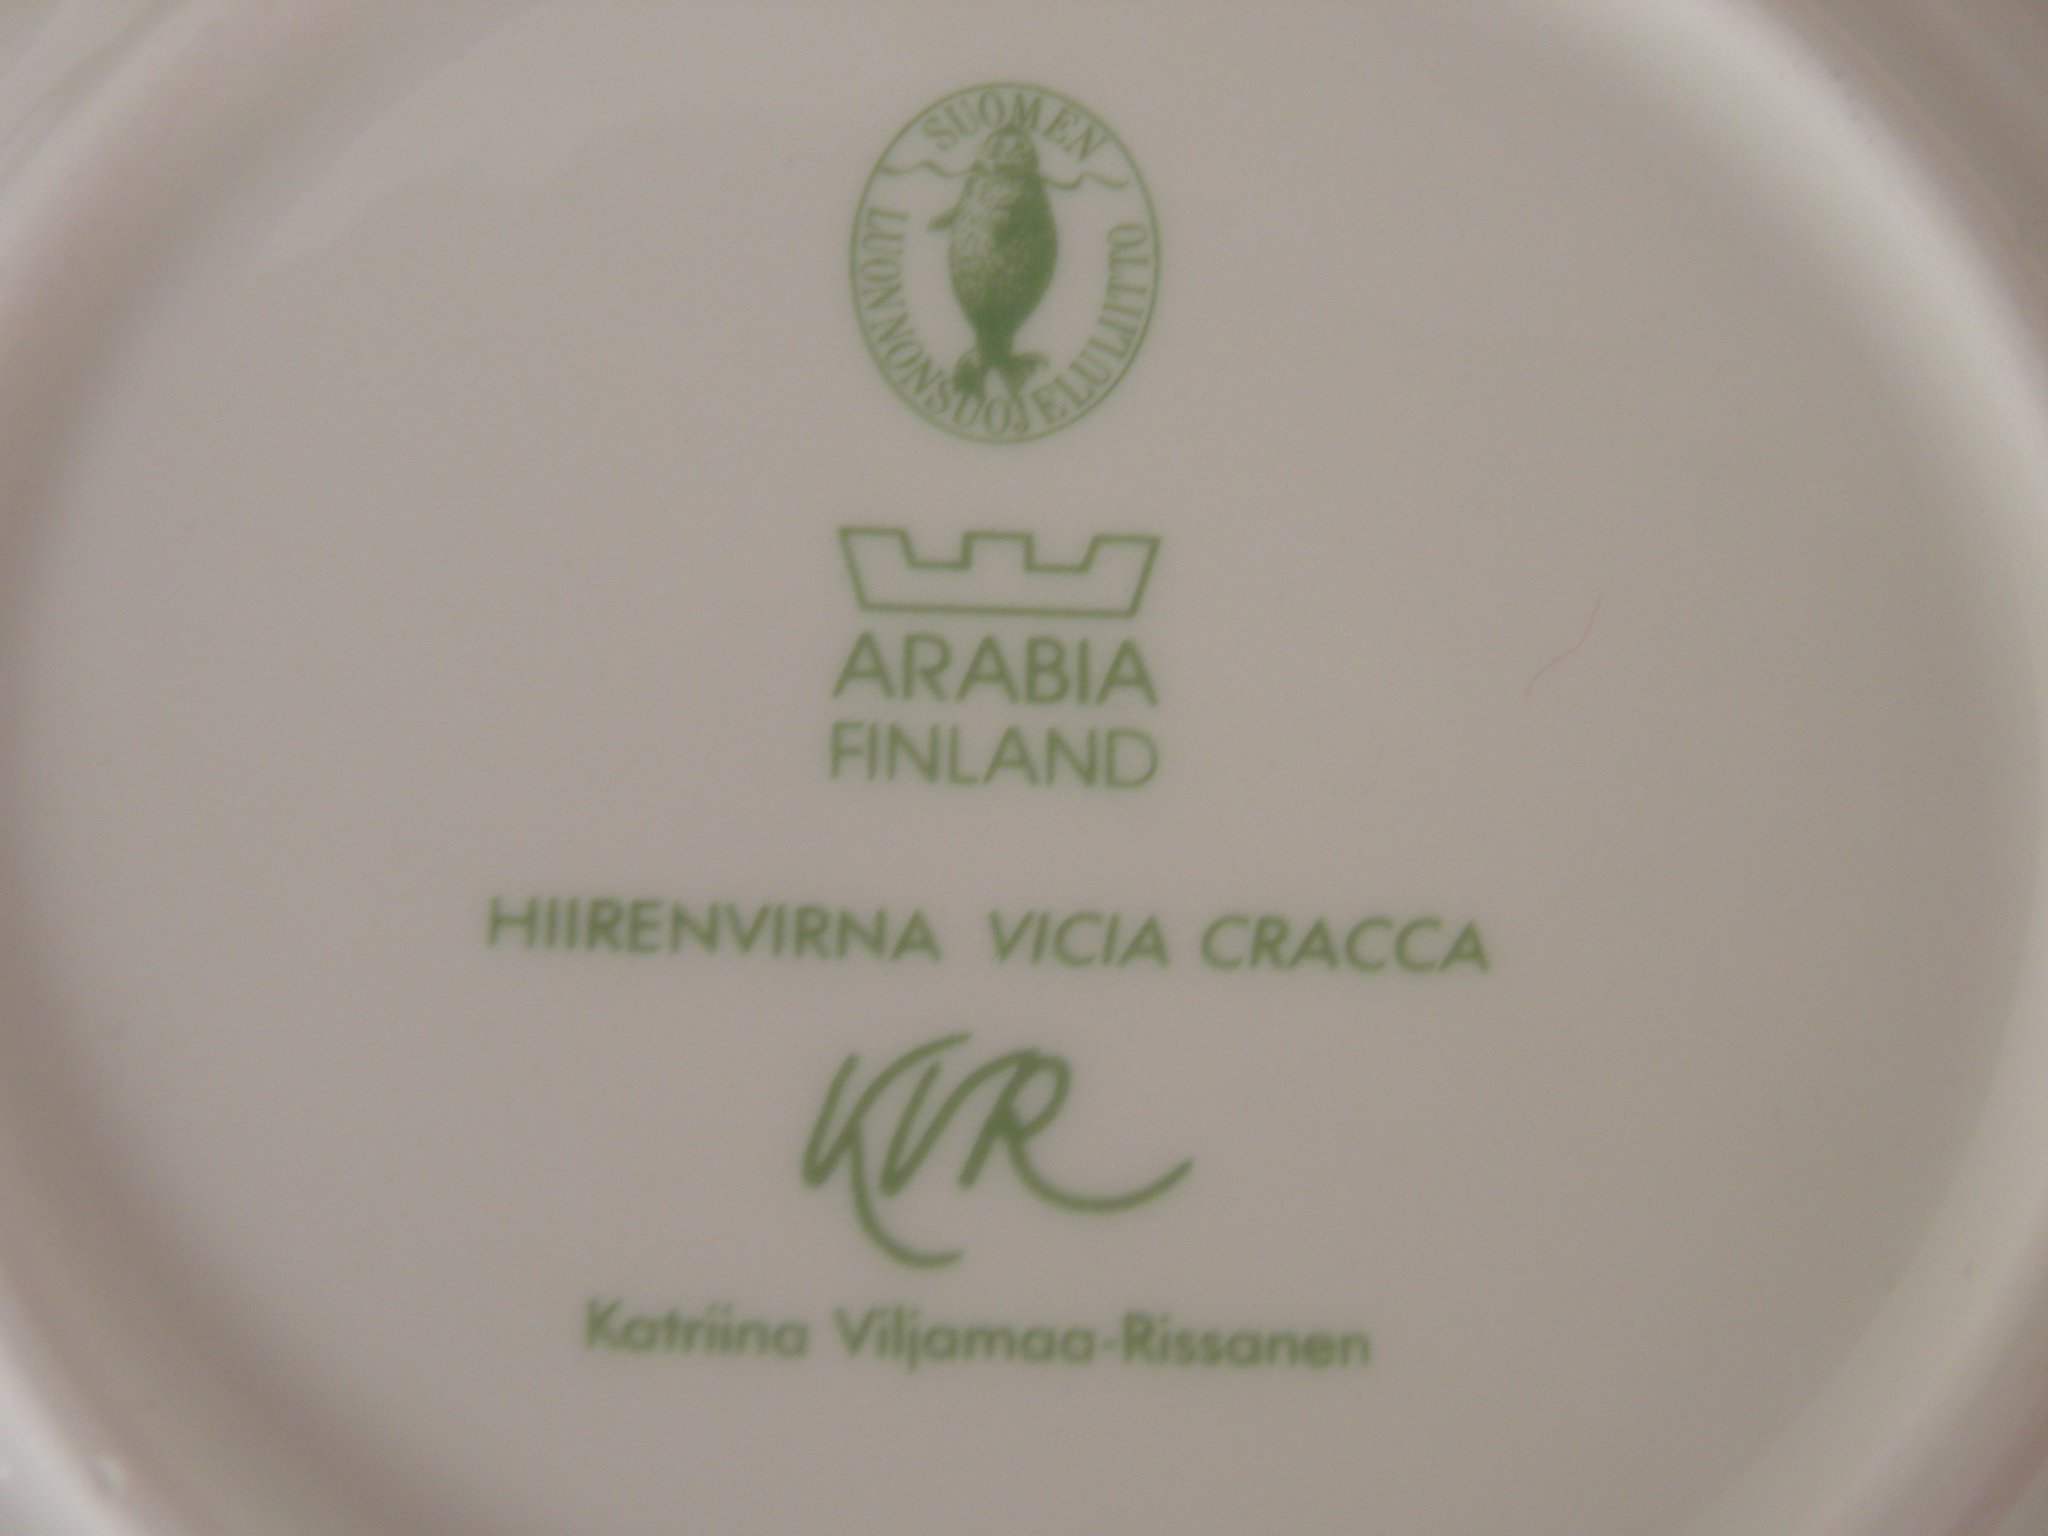 SUOMEN
LUONNONSUOJELULIITTO
ARABIA
FINLAND
HIIRENVIRNA VICIA CRACCA
KVR
Katriina Viljamaa-Rissanen